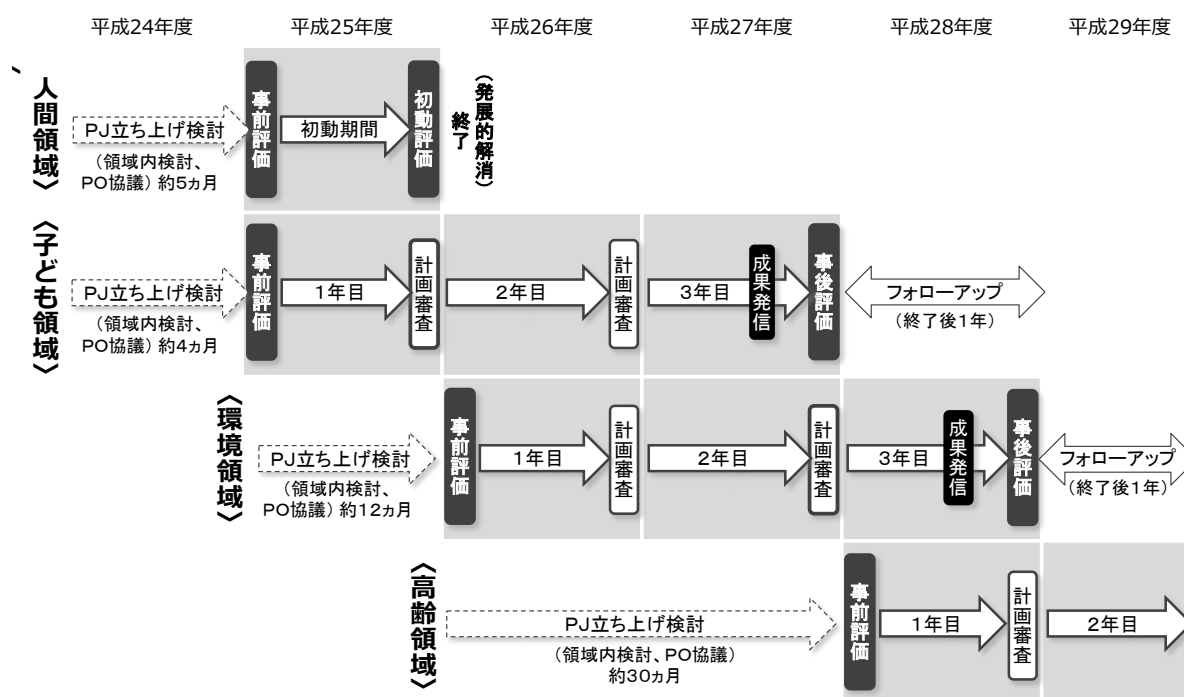 平成24年度
平成25年度
平成26年度
平成27年度
平成28年度
平成29年度
〈人間領域〉
PJ立ち上げ検討
(領域内検討、
PO協議) 約5ヵ月
事前評価
初動期間
初動評価
終了
(発展的解消)
〈子ども領域〉
PJ立ち上げ検討
(領域内検討、
PO協議) 約4ヵ月
事前評価
1年目
計画審査
2年目
計画審査
3年目
成果発信
事後評価
フォローアップ
(終了後1年)
〈環境領域〉
PJ立ち上げ検討
(領域内検討、
PO協議) 約12ヵ月
事前評価
1年目
計画審査
2年目
計画審査
3年目
成果発信
事後評価
フォローアップ
(終了後1年)
〈高齢領域〉
PJ立ち上げ検討
(領域内検討、PO協議)
約30ヵ月
事前評価
1年目
計画審査
2年目